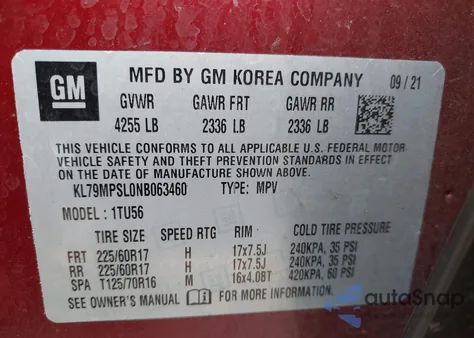 GM MFD BY GM KOREA COMPANY 09/21
GVWR GAWR FRT GAWR RR
4255 LB 2336 LB 2336 LB
THIS VEHICLE CONFORMS TO ALL APPLICABLE U.S. FEDERAL MOTOR
VEHICLE SAFETY AND THEFT PREVENTION STANDARDS IN EFFECT ON
THE DATE OF MANUFACTURE SHOWN ABOVE.
KL79MPSL0NB063460 TYPE: MPV
MODEL: 1TU56
TIRE SIZE SPEED RTG RIM COLD TIRE PRESSURE
FRT 225/60R17 H 17x7.5J 240KPA, 35 PSI
RR 225/60R17 H 17x7.5J 240KPA, 35 PSI
SPA T125/70R16 M 16x4.0BT 420KPA, 60 PSI
SEE OWNER'S MANUAL i FOR MORE INFORMATION.
autoSnap